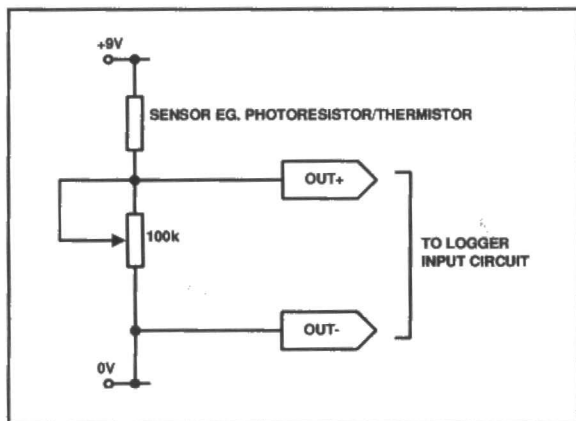 +9V
SENSOR EG. PHOTORESISTOR/THERMISTOR
OUT+
100k
TO LOGGER
INPUT CIRCUIT
OUT-
0V